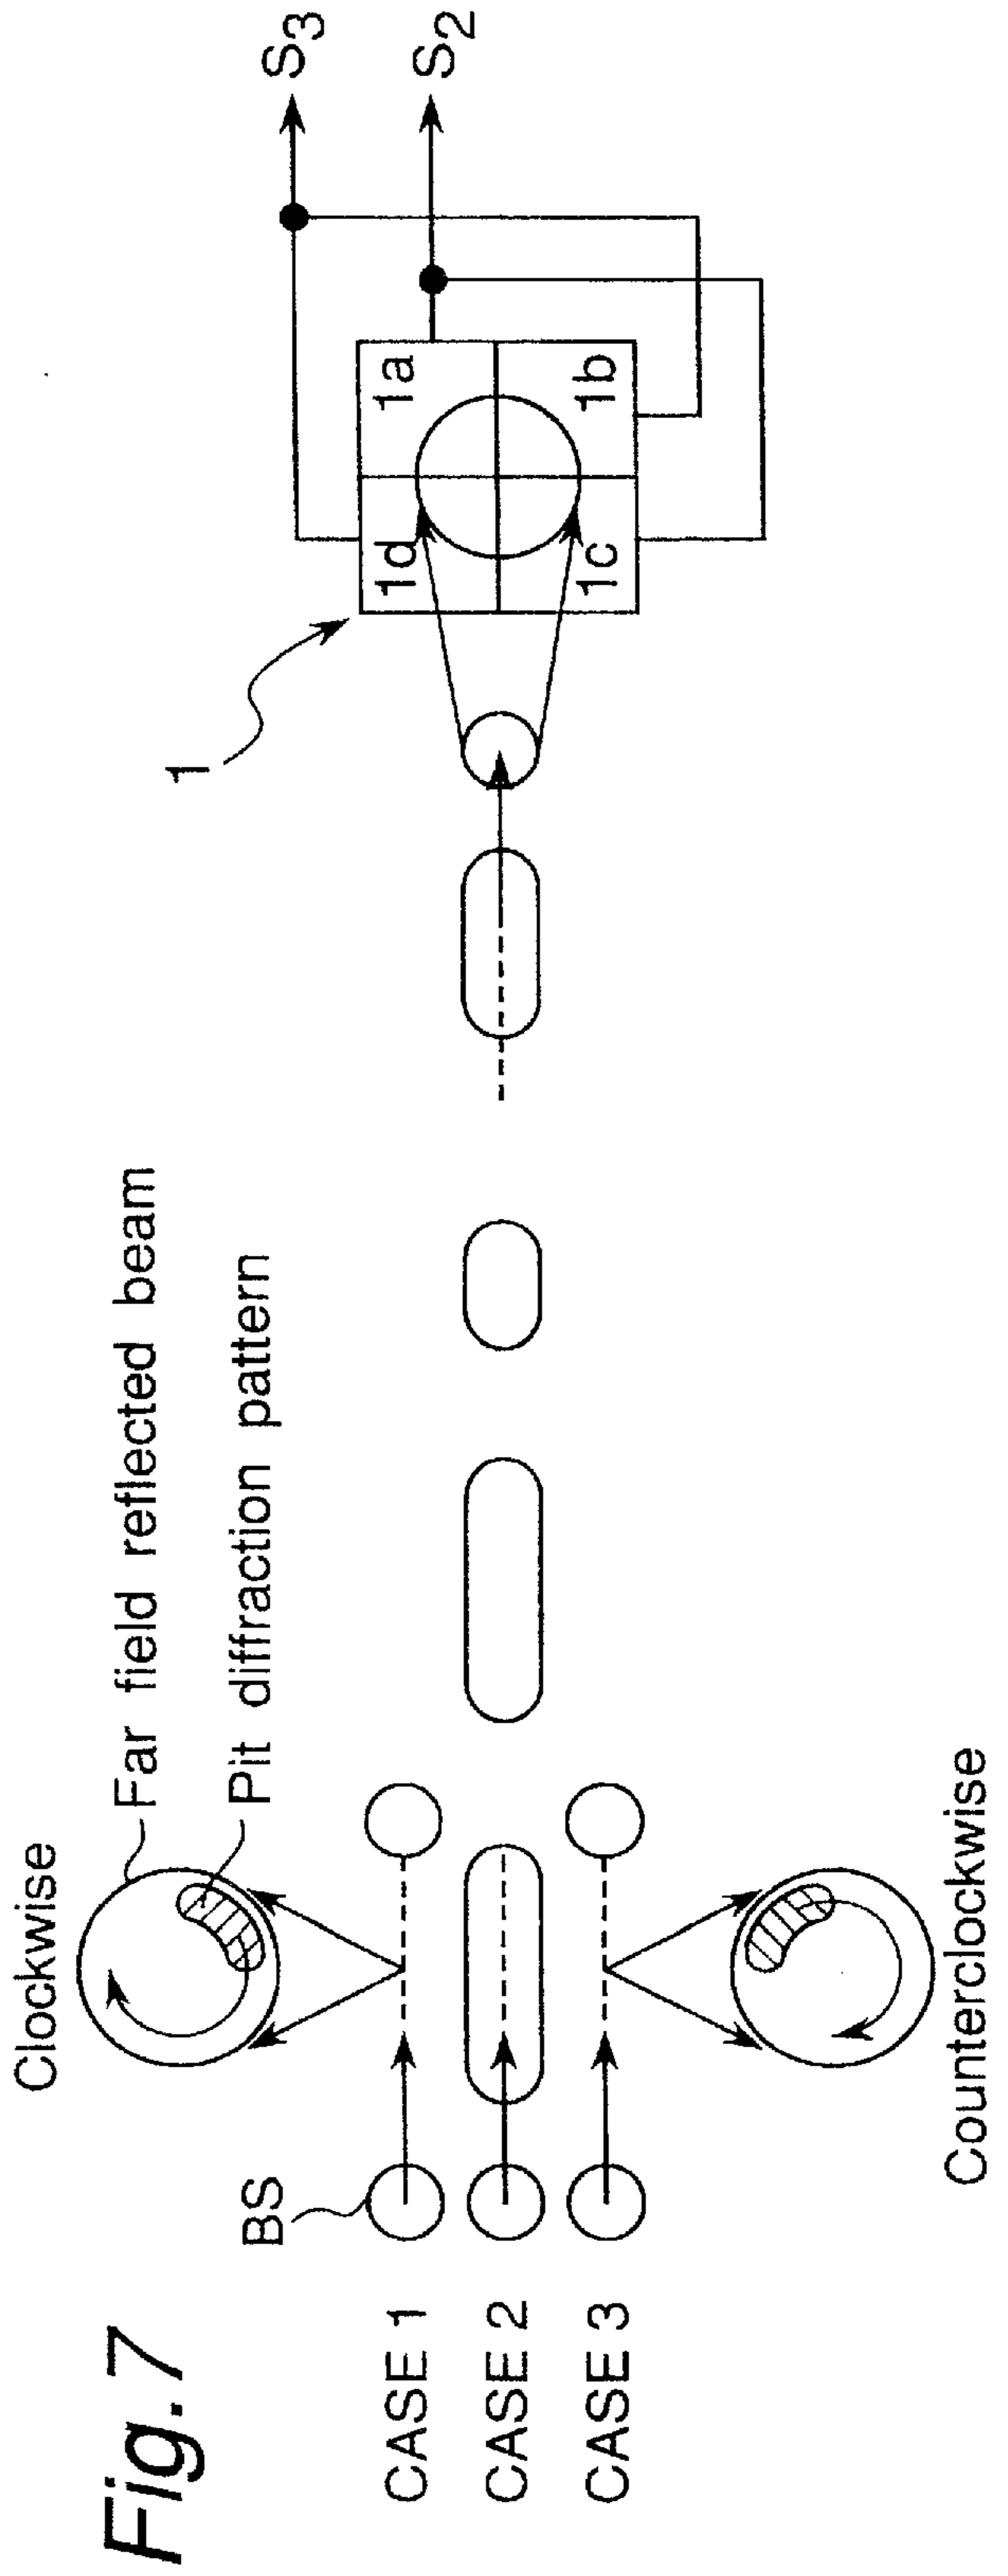 Fig.7
Clockwise
Far field reflected beam
Pit diffraction pattern
BS
CASE 1
CASE 2
CASE 3
Counterclockwise
1
1d
1a
1c
1b
S3
S2